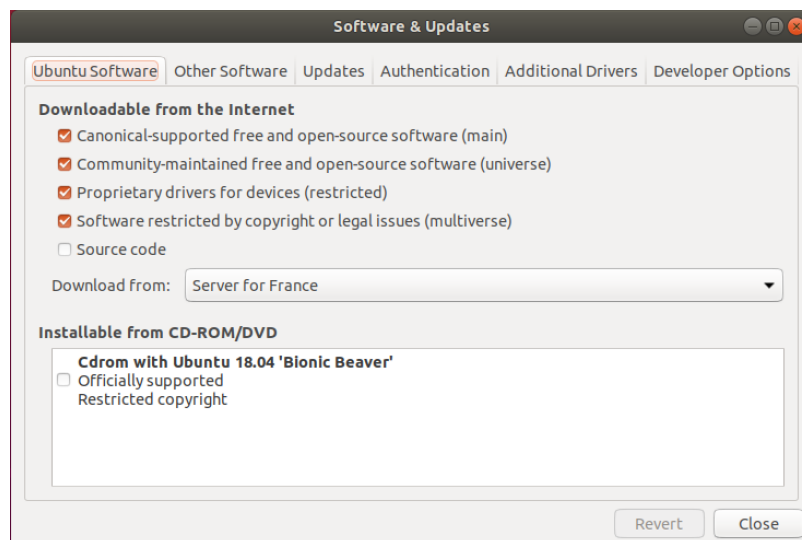 Software & Updates
Ubuntu Software Other Software Updates Authentication Additional Drivers Developer Options
Downloadable from the Internet
Canonical-supported free and open-source software (main)
Community-maintained free and open-source software (universe)
Proprietary drivers for devices (restricted)
Software restricted by copyright or legal issues (multiverse)
Source code
Download from: Server for France
Installable from CD-ROM/DVD
Cdrom with Ubuntu 18.04 'Bionic Beaver'
Officially supported
Restricted copyright
Revert Close